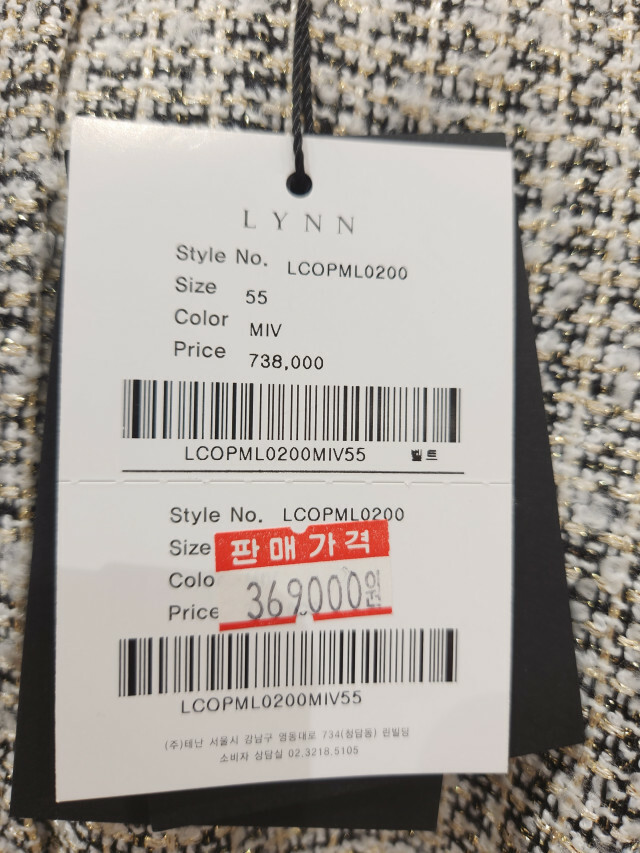 LYNN
Style No. LCOPML0200
Size 55
Color MIV
Price 738,000
LCOPML0200MIV55 벨트
Style No. LCOPML0200
Size 판매가격
Colo
Price 369,000원
LCOPML0200MIV55
(주)테난 서울시 강남구 영동대로 734(청담동) 린빌딩
소비자 상담실 02.3218.5105